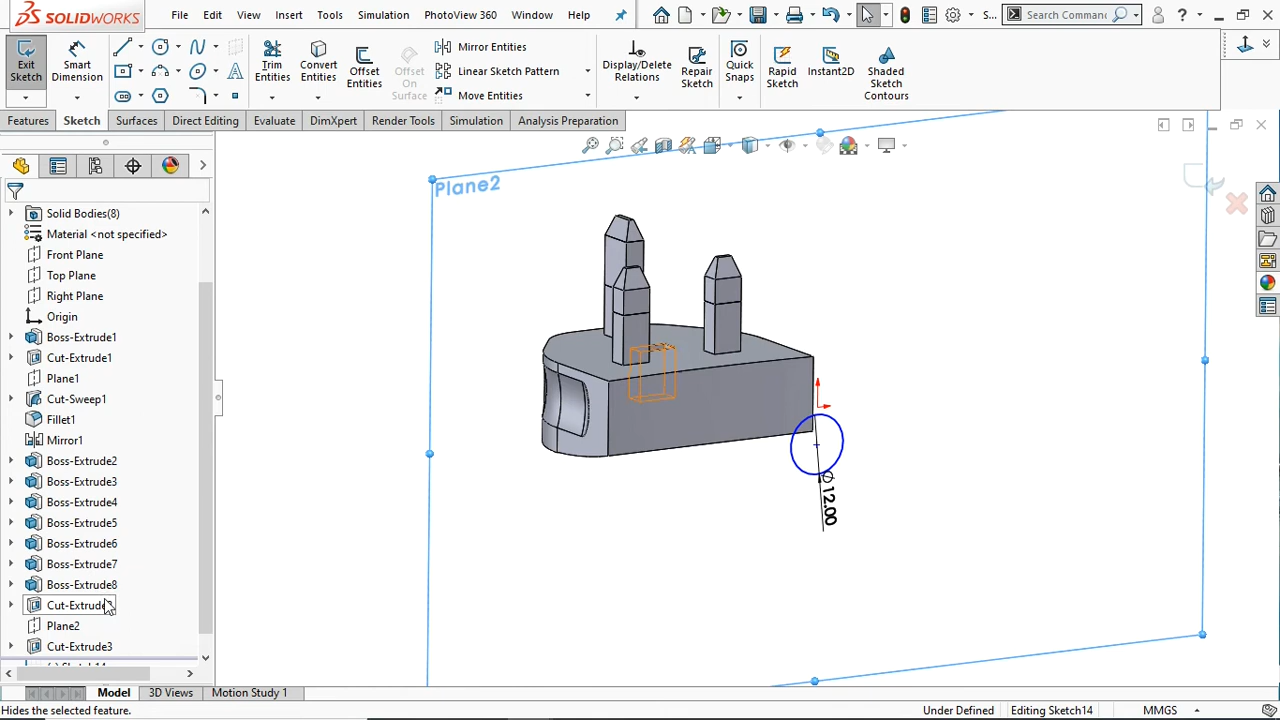 SOLIDWORKS File Edit View Insert Tools Simulation PhotoView 360 Window Help S... Search Comman
Exit Sketch
Smart Dimension
Trim Entities
Convert Entities
Offset Entities
Offset On Surface
Mirror Entities
Linear Sketch Pattern
Move Entities
Display/Delete Relations
Repair Sketch
Quick Snaps
Rapid Sketch
Instant2D
Shaded Sketch Contours
Features Sketch Surfaces Direct Editing Evaluate DimXpert Render Tools Simulation Analysis Preparation
Plane2
Solid Bodies(8)
Material <not specified>
Front Plane
Top Plane
Right Plane
Origin
Boss-Extrude1
Cut-Extrude1
Plane1
Cut-Sweep1
Fillet1
Mirror1
Boss-Extrude2
Boss-Extrude3
Boss-Extrude4
Boss-Extrude5
Boss-Extrude6
Boss-Extrude7
Boss-Extrude8
Plane2
Cut-Extrude3
Ø 12.00
Model 3D Views Motion Study 1
Hides the selected feature. Under Defined Editing Sketch14 MMGS